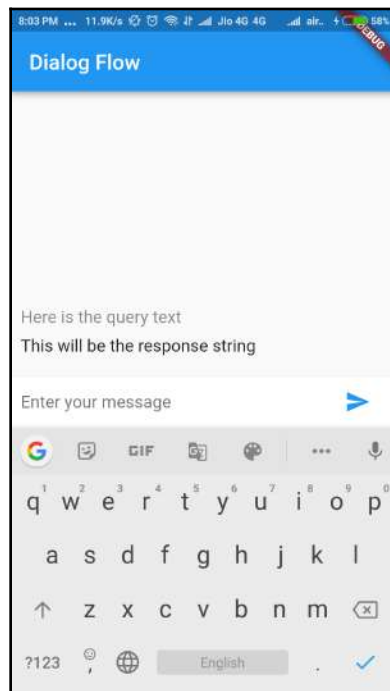 8:03 PM ... 11.9K/s Jio 4G 4G air.. 58%
DEBUG
Dialog Flow
Here is the query text
This will be the response string
Enter your message
G GIF ...
q w e r t y u i o p
1 2 3 4 5 6 7 8 9 0
a s d f g h j k l
z x c v b n m
?123 , English .